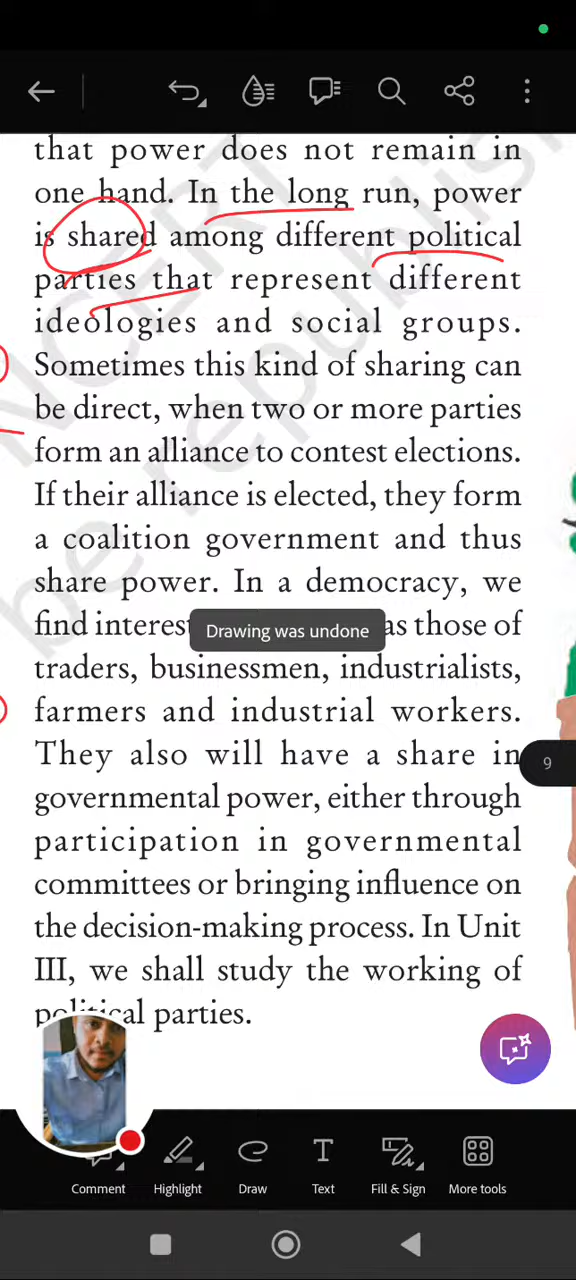 that power does not remain in
one hand. In the long run, power
is shared among different political
parties that represent different
ideologies and social groups.
Sometimes this kind of sharing can
be direct, when two or more parties
form an alliance to contest elections.
If their alliance is elected, they form
a coalition government and thus
share power. In a democracy, we
find interes
Drawing was undone
as those of
traders, businessmen, industrialists,
farmers and industrial workers.
They also will have a share in
9
governmental power, either through
participation in governmental
committees or bringing influence on
the decision-making process. In Unit
III, we shall study the working of
political parties.
Comment Highlight Draw Text Fill & Sign More tools